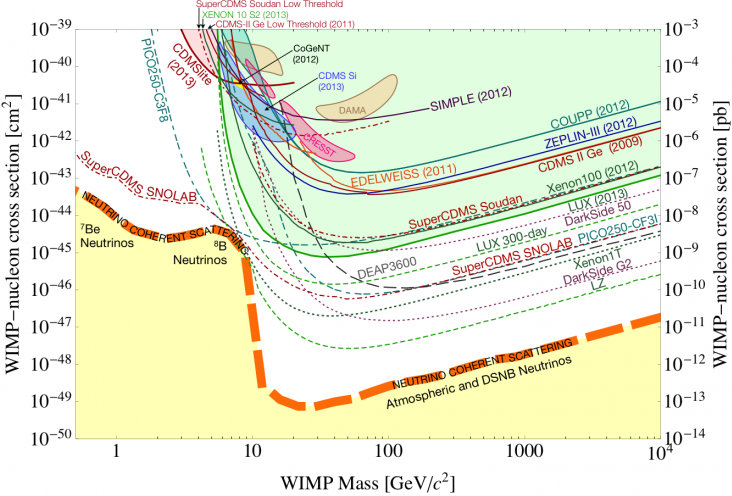 SuperCDMS Soudan Low Threshold
XENON 10 S2 (2013)
CDMS-II Ge Low Threshold (2011)
10−39
10−40
10−41
10−42
10−43
10−44
10−45
10−46
10−47
10−48
10−49
10−50
WIMP−nucleon cross section [cm2]
10−3
10−4
10−5
10−6
10−7
10−8
10−9
10−10
10−11
10−12
10−13
10−14
WIMP−nucleon cross section [pb]
PICO250-C3F8
CDMSlite
(2013)
CoGeNT
(2012)
CDMS Si
(2013)
DAMA
CRESST
SIMPLE (2012)
COUPP (2012)
ZEPLIN-III (2012)
CDMS II Ge (2009)
EDELWEISS (2011)
Xenon100 (2012)
SuperCDMS Soudan
SuperCDMS SNOLAB
LUX (2013)
DarkSide 50
LUX 300-day
PICO250-CF3I
DEAP3600
SuperCDMS SNOLAB
Xenon1T
DarkSide G2
LZ
NEUTRINO COHERENT SCATTERING
7Be
Neutrinos
8B
Neutrinos
NEUTRINO COHERENT SCATTERING
Atmospheric and DSNB Neutrinos
1
10
100
1000
104
WIMP Mass [GeV/c2]